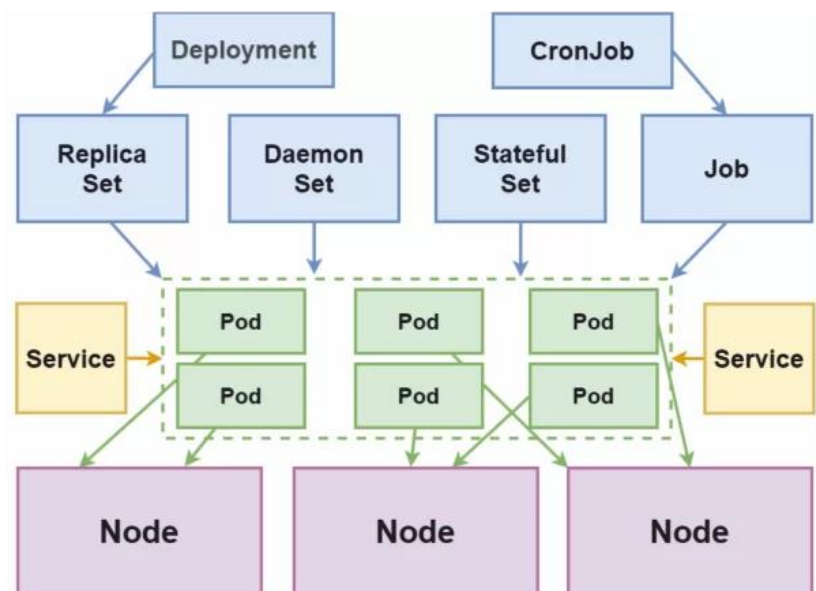 Deployment
CronJob
Replica
Set
Daemon
Set
Stateful
Set
Job
Service
Pod
Pod
Pod
Service
Pod
Pod
Pod
Node
Node
Node